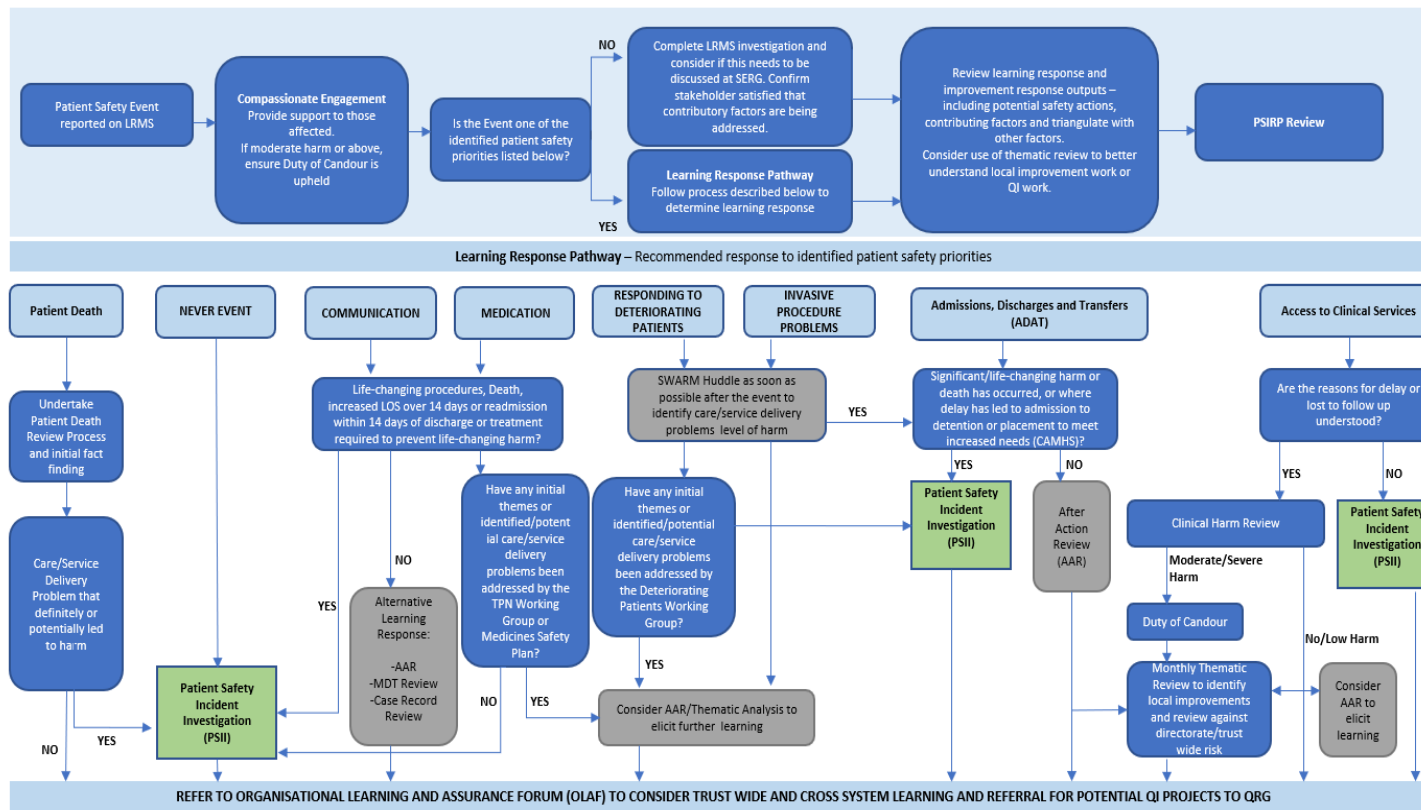 Patient Safety Event
reported on LRMS
Compassionate Engagement
Provide support to those
affected.
If moderate harm or above,
ensure Duty of Candour is
upheld
Is the Event one of the
identified patient safety
priorities listed below?
NO
Complete LRMS investigation and
consider if this needs to be
discussed at SERG. Confirm
stakeholder satisfied that
contributory factors are being
addressed.
YES
Learning Response Pathway
Follow process described below to
determine learning response
Review learning response and
improvement response outputs –
including potential safety actions,
contributing factors and triangulate with
other factors.
Consider use of thematic review to better
understand local improvement work or
QI work.
PSIRP Review
Learning Response Pathway – Recommended response to identified patient safety priorities
Patient Death
NEVER EVENT
COMMUNICATION
MEDICATION
RESPONDING TO
DETERIORATING
PATIENTS
INVASIVE
PROCEDURE
PROBLEMS
Admissions, Discharges and Transfers
(ADAT)
Access to Clinical Services
Undertake
Patient Death
Review Process
and initial fact
finding
Life-changing procedures, Death,
increased LOS over 14 days or readmission
within 14 days of discharge or treatment
required to prevent life-changing harm?
SWARM Huddle as soon as
possible after the event to
identify care/service delivery
problems level of harm
YES
Significant/life-changing harm or
death has occurred, or where
delay has led to admission to
detention or placement to meet
increased needs (CAMHS)?
Are the reasons for delay or
lost to follow up
understood?
Care/Service
Delivery
Problem that
definitely or
potentially led
to harm
YES
NO
Alternative
Learning
Response:
-AAR
-MDT Review
-Case Record
Review
Have any initial
themes or
identified/potent
ial care/service
delivery
problems been
addressed by the
TPN Working
Group or
Medicines Safety
Plan?
Have any initial
themes or
identified/potential
care/service
delivery problems
been addressed by
the Deteriorating
Patients Working
Group?
YES
NO
Patient Safety
Incident
Investigation
(PSII)
After
Action
Review
(AAR)
YES
NO
Clinical Harm Review
Patient Safety
Incident
Investigation
(PSII)
Moderate/Severe
Harm
Duty of Candour
No/Low Harm
NO
YES
Patient Safety
Incident
Investigation
(PSII)
NO
YES
YES
Consider AAR/Thematic Analysis to
elicit further learning
Monthly Thematic
Review to identify
local improvements
and review against
directorate/trust
wide risk
Consider
AAR to
elicit
learning
REFER TO ORGANISATIONAL LEARNING AND ASSURANCE FORUM (OLAF) TO CONSIDER TRUST WIDE AND CROSS SYSTEM LEARNING AND REFERRAL FOR POTENTIAL QI PROJECTS TO QRG